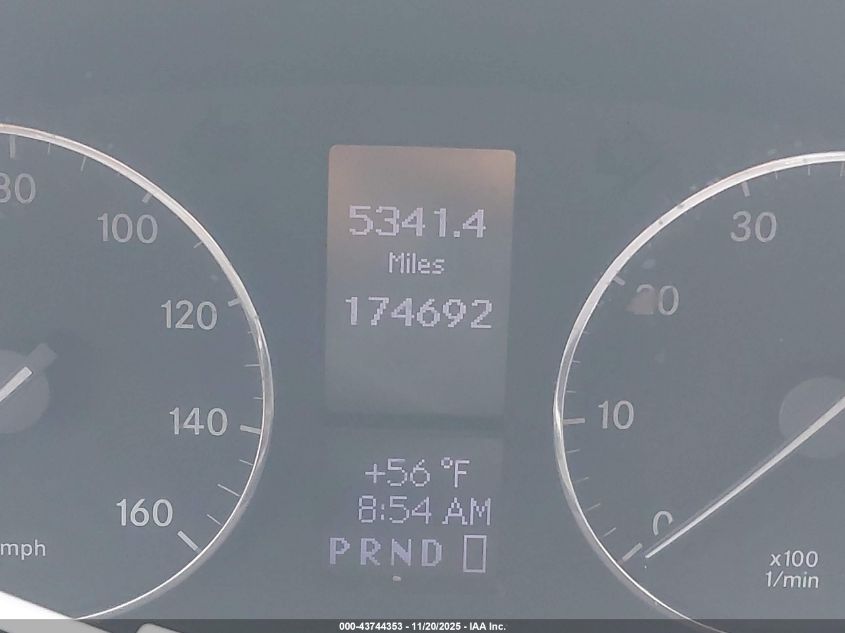 80
100
120
140
160
mph
5341.4
Miles
174692
+56 °F
8:54 AM
PRND
30
20
10
0
x100
1/min
000-43744353 - 11/20/2025 - IAA Inc.